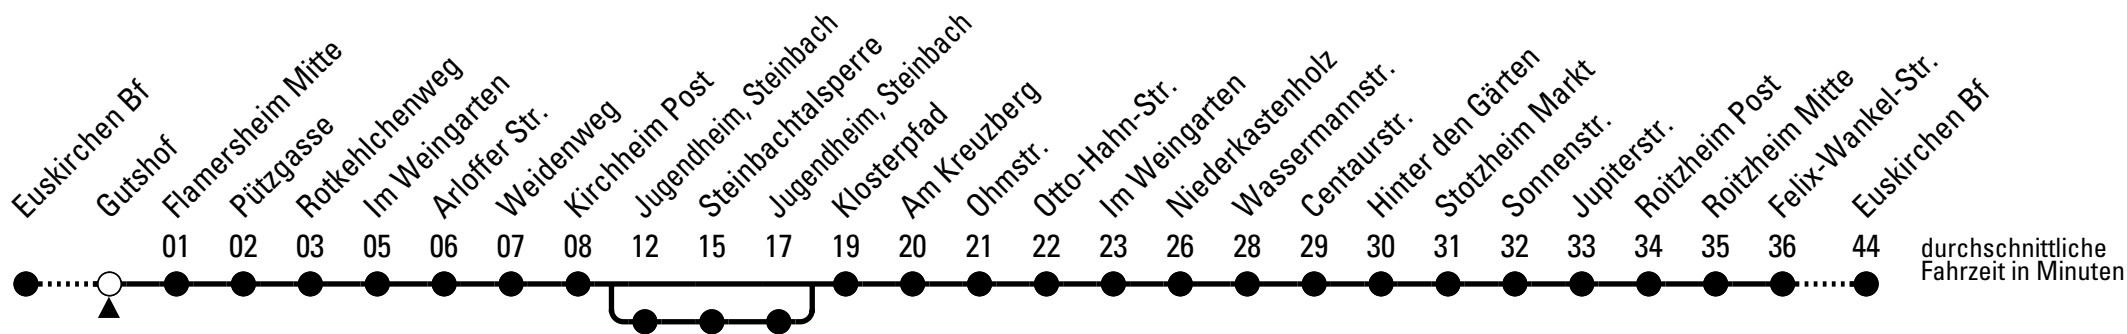 Euskirchen Bf
Gutshof
Flamersheim Mitte
Pützgasse
Rotkehlchenweg
Im Weingarten
Arloffer Str.
Weidenweg
Kirchheim Post
Jugendheim, Steinbach
Steinbachtalsperre
Jugendheim, Steinbach
Klosterpfad
Am Kreuzberg
Ohmstr.
Otto-Hahn-Str.
Im Weingarten
Niederkastenholz
Wassermannstr.
Centaurstr.
Hinter den Gärten
Stotzheim Markt
Sonnenstr.
Jupiterstr.
Roitzheim Post
Roitzheim Mitte
Felix-Wankel-Str.
Euskirchen Bf
01 02 03 05 06 07 08 12 15 17 19 20 21 22 23 26 28 29 30 31 32 33 34 35 36 44
durchschnittliche
Fahrzeit in Minuten